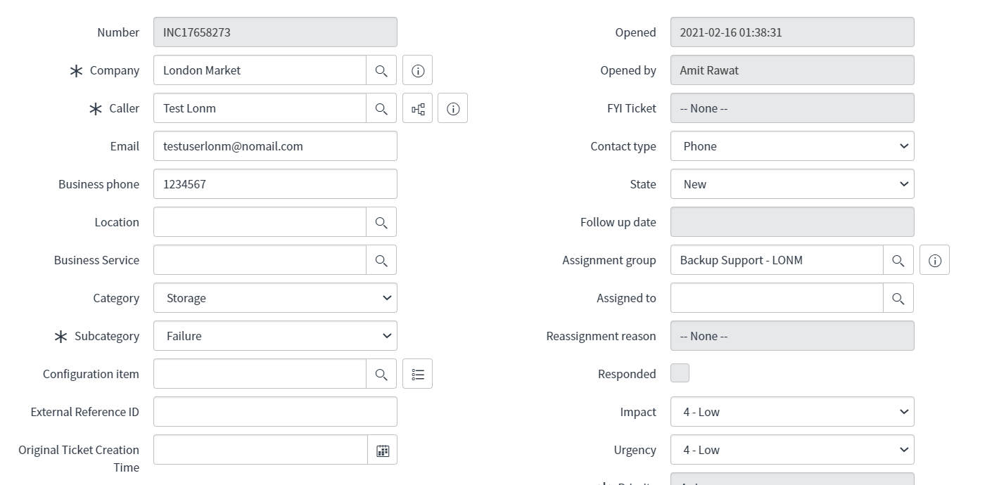 Number INC17658273
* Company London Market
* Caller Test Lonm
Email testuserlonm@nomail.com
Business phone 1234567
Location
Business Service
Category Storage
* Subcategory Failure
Configuration item
External Reference ID
Original Ticket Creation
Time
Opened 2021-02-16 01:38:31
Opened by Amit Rawat
FYI Ticket -- None --
Contact type Phone
State New
Follow up date
Assignment group Backup Support - LONM
Assigned to
Reassignment reason -- None --
Responded
Impact 4 - Low
Urgency 4 - Low